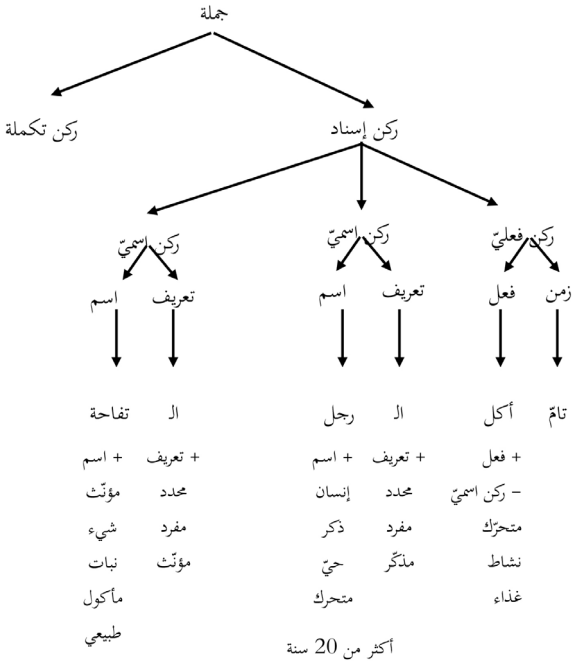 جملة
ركن إسناد ركن تكملة
ركن فعليّ ركن اسميّ ركن اسميّ
زمن فعل تعريف اسم تعريف اسم
تامّ أكل الـ رجل الـ تفاحة
+ فعل + تعريف + اسم + تعريف + اسم
– ركن اسميّ محدد إنسان محدد مؤنّث
متحرّك مفرد ذكر مفرد شيء
نشاط مذكّر حيّ مؤنّث نبات
غذاء متحرك مأكول
طبيعي
أكثر من 20 سنة